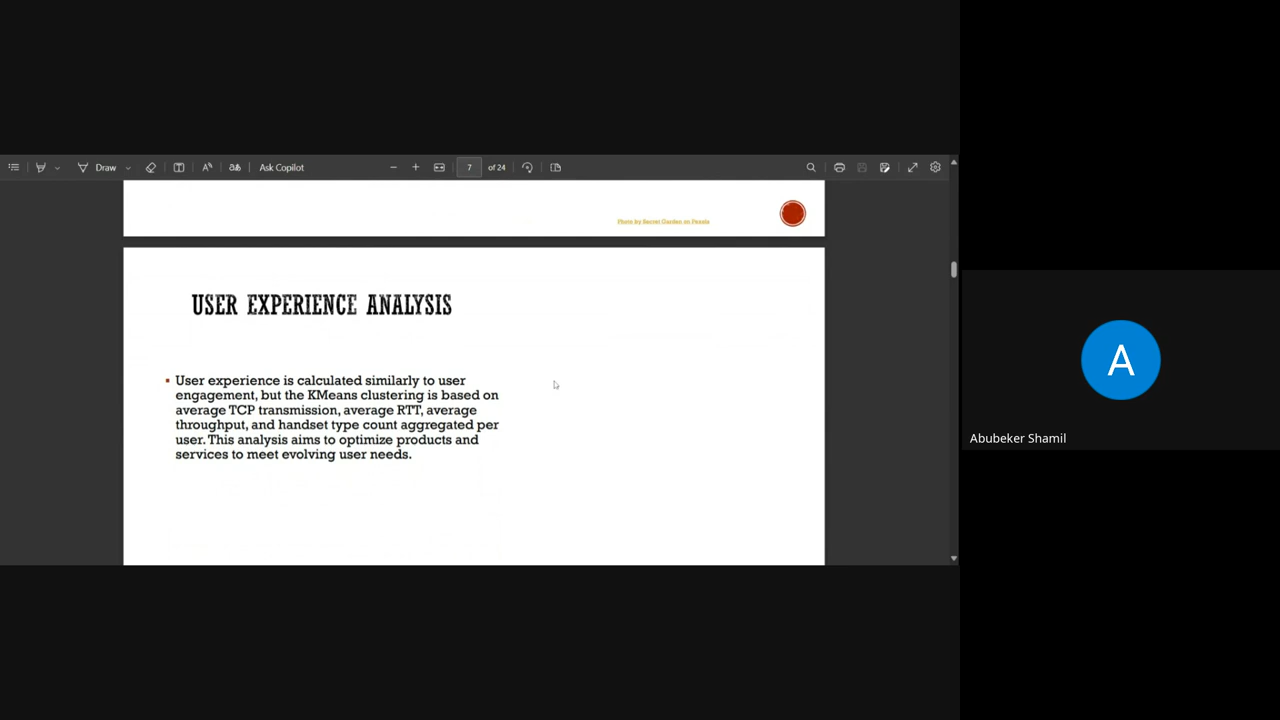 Draw
Ask Copilot
7 of 24
Photo by Secret Garden on Pexels
USER EXPERIENCE ANALYSIS
User experience is calculated similarly to user
engagement, but the KMeans clustering is based on
average TCP transmission, average RTT, average
throughput, and handset type count aggregated per
user. This analysis aims to optimize products and
services to meet evolving user needs.
A
Abubeker Shamil